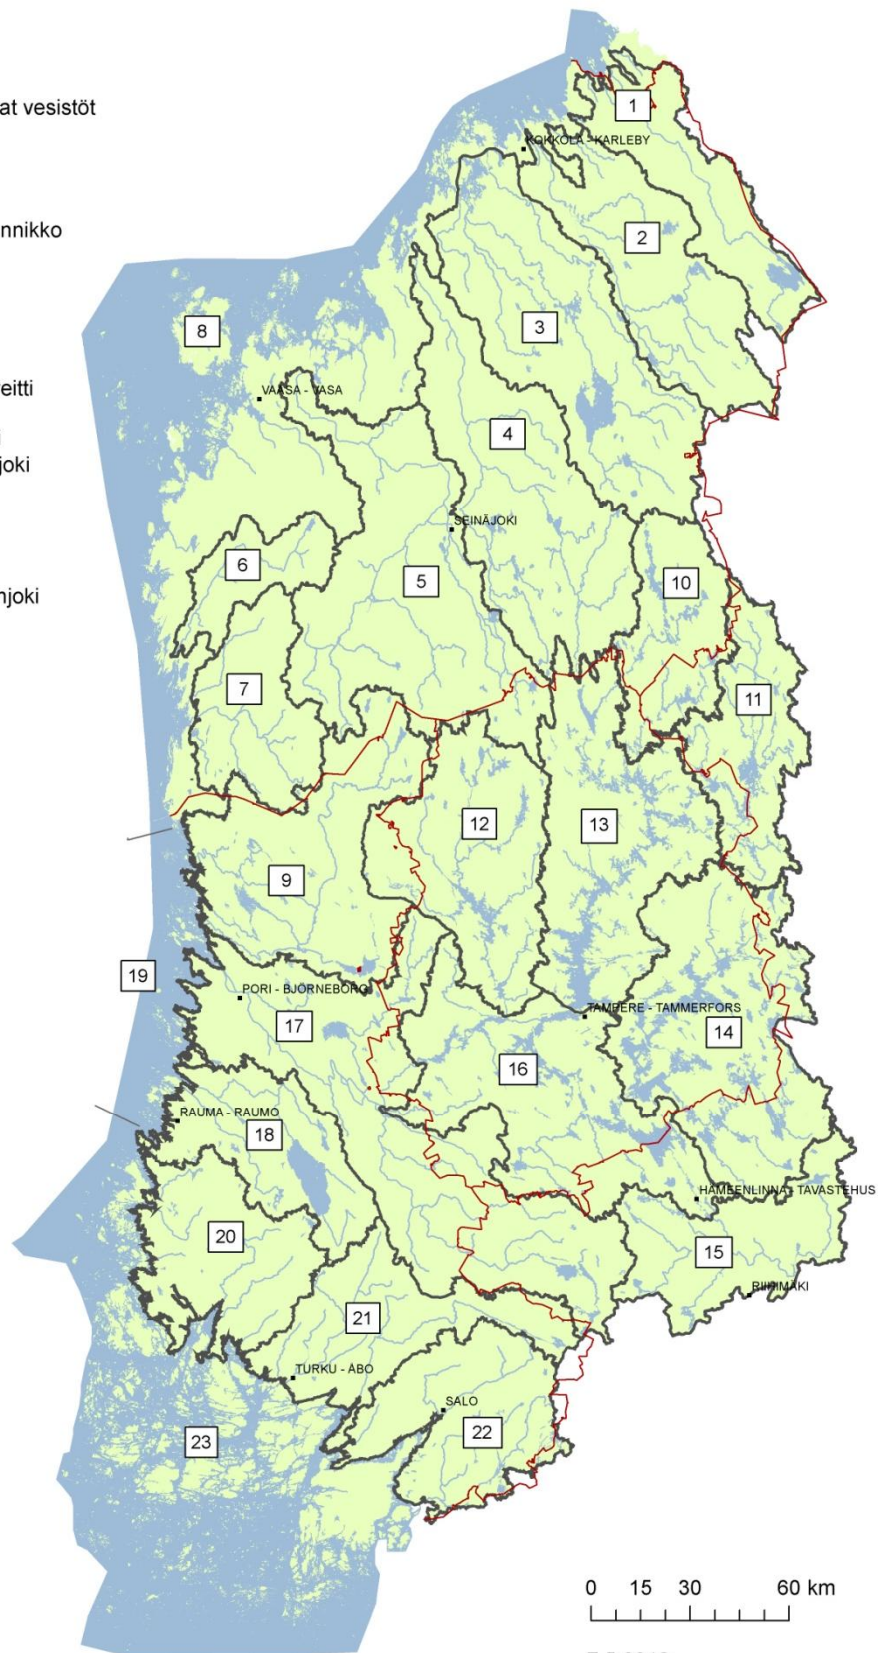 at vesistöt
nnikko
eitti
joki
njoki
1
KOKKOLA - KARLEBY
2
8
3
VAASA - VASA
4
SEINÄJOKI
6
5
10
7
11
12
13
9
19
PORI - BJÖRNEBORG
17
TAMPERE - TAMMERFORS
14
16
RAUMA - RAUMO
18
HÄMEENLINNA - TAVASTEHUS
20
15
RIIHIMÄKI
21
TURKU - ÅBO
SALO
22
23
0 15 30 60 km